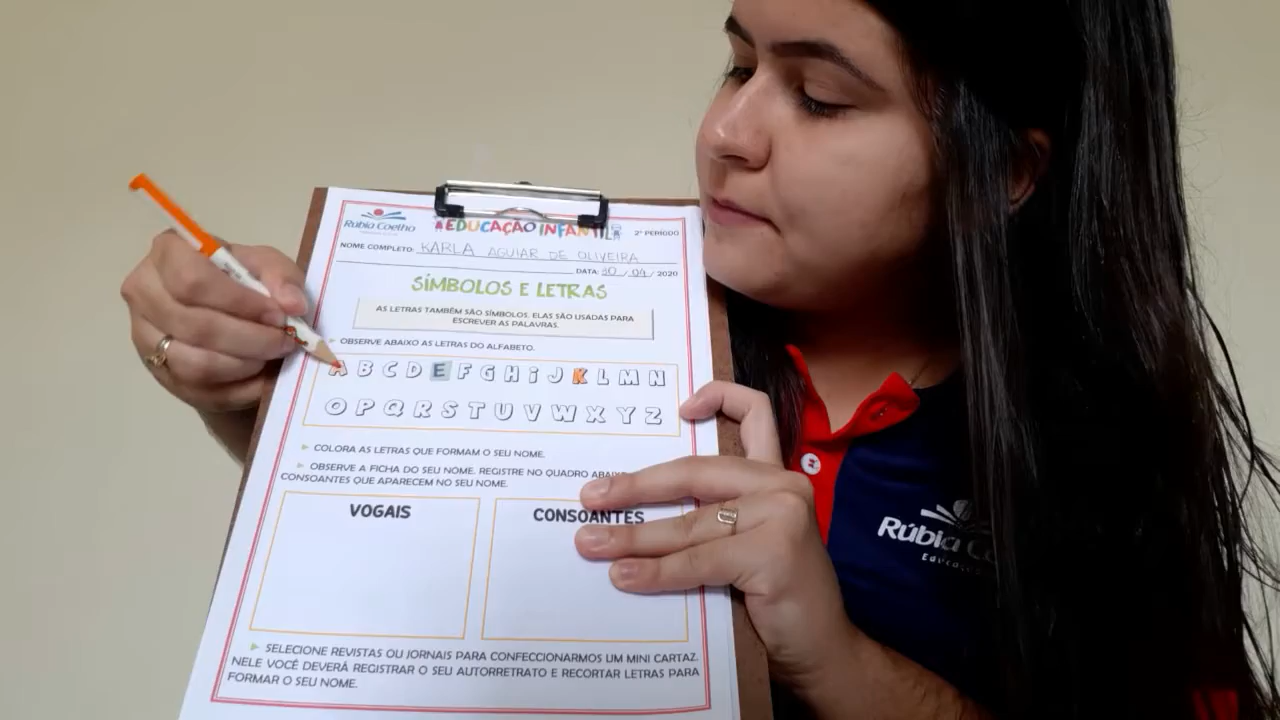 Rúbia Coelho
EDUCAÇÃO INFANTIL
2º PERÍODO
NOME COMPLETO: KARLA AGUIAR DE OLIVEIRA
DATA: 30 / 04 / 2020
SÍMBOLOS E LETRAS
AS LETRAS TAMBÉM SÃO SÍMBOLOS. ELAS SÃO USADAS PARA
ESCREVER AS PALAVRAS.
OBSERVE ABAIXO AS LETRAS DO ALFABETO.
A B C D E F G H I J K L M N
O P Q R S T U V W X Y Z
COLORA AS LETRAS QUE FORMAM O SEU NOME.
OBSERVE A FICHA DO SEU NOME. REGISTRE NO QUADRO
CONSOANTES QUE APARECEM NO SEU NOME.
VOGAIS
CONSOANTES
SELECIONE REVISTAS OU JORNAIS PARA CONFECCIONARMOS UM MINI CARTAZ.
NELE VOCÊ DEVERÁ REGISTRAR O SEU AUTORRETRATO E RECORTAR LETRAS PARA
FORMAR O SEU NOME.
Rúbia